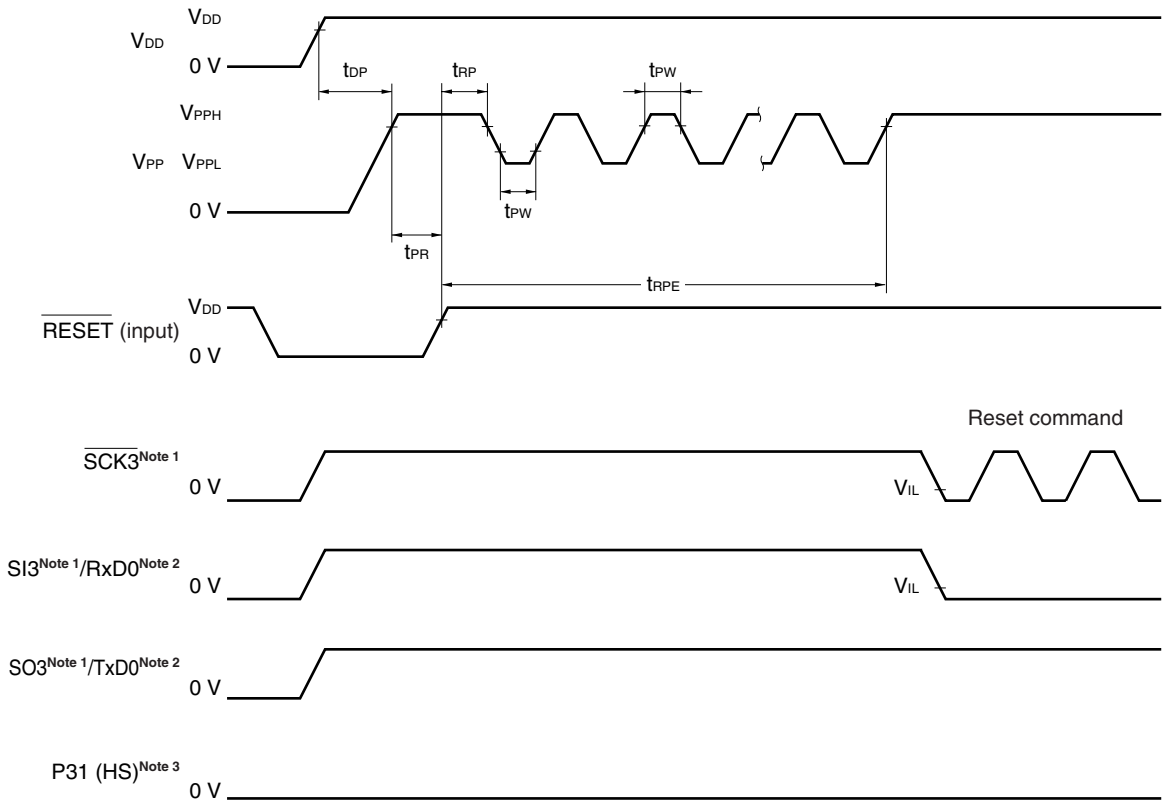 VDD
VDD
0 V
tDP
tRP
tPW
VPPH
VPP VPPL
tPW
0 V
tPR
tRPE
VDD
RESET (input)
0 V
Reset command
SCK3Note 1
0 V
VIL
SI3Note 1/RxD0Note 2
0 V
VIL
SO3Note 1/TxD0Note 2
0 V
P31 (HS)Note 3
0 V